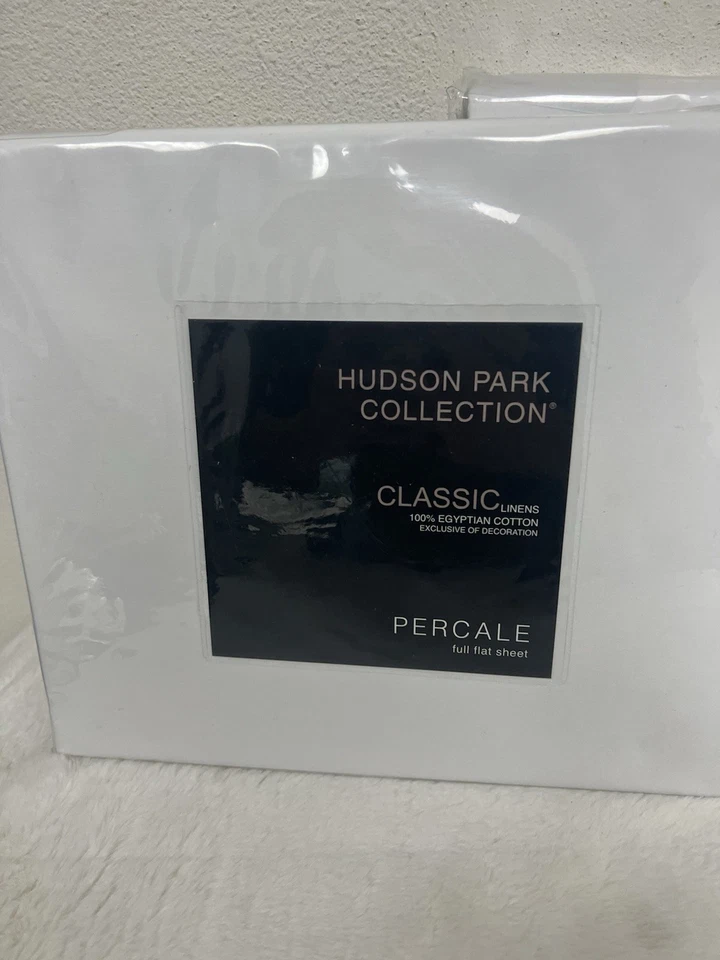 HUDSON PARK
COLLECTION®
CLASSIC LINENS
100% EGYPTIAN COTTON
EXCLUSIVE OF DECORATION
PERCALE
full flat sheet